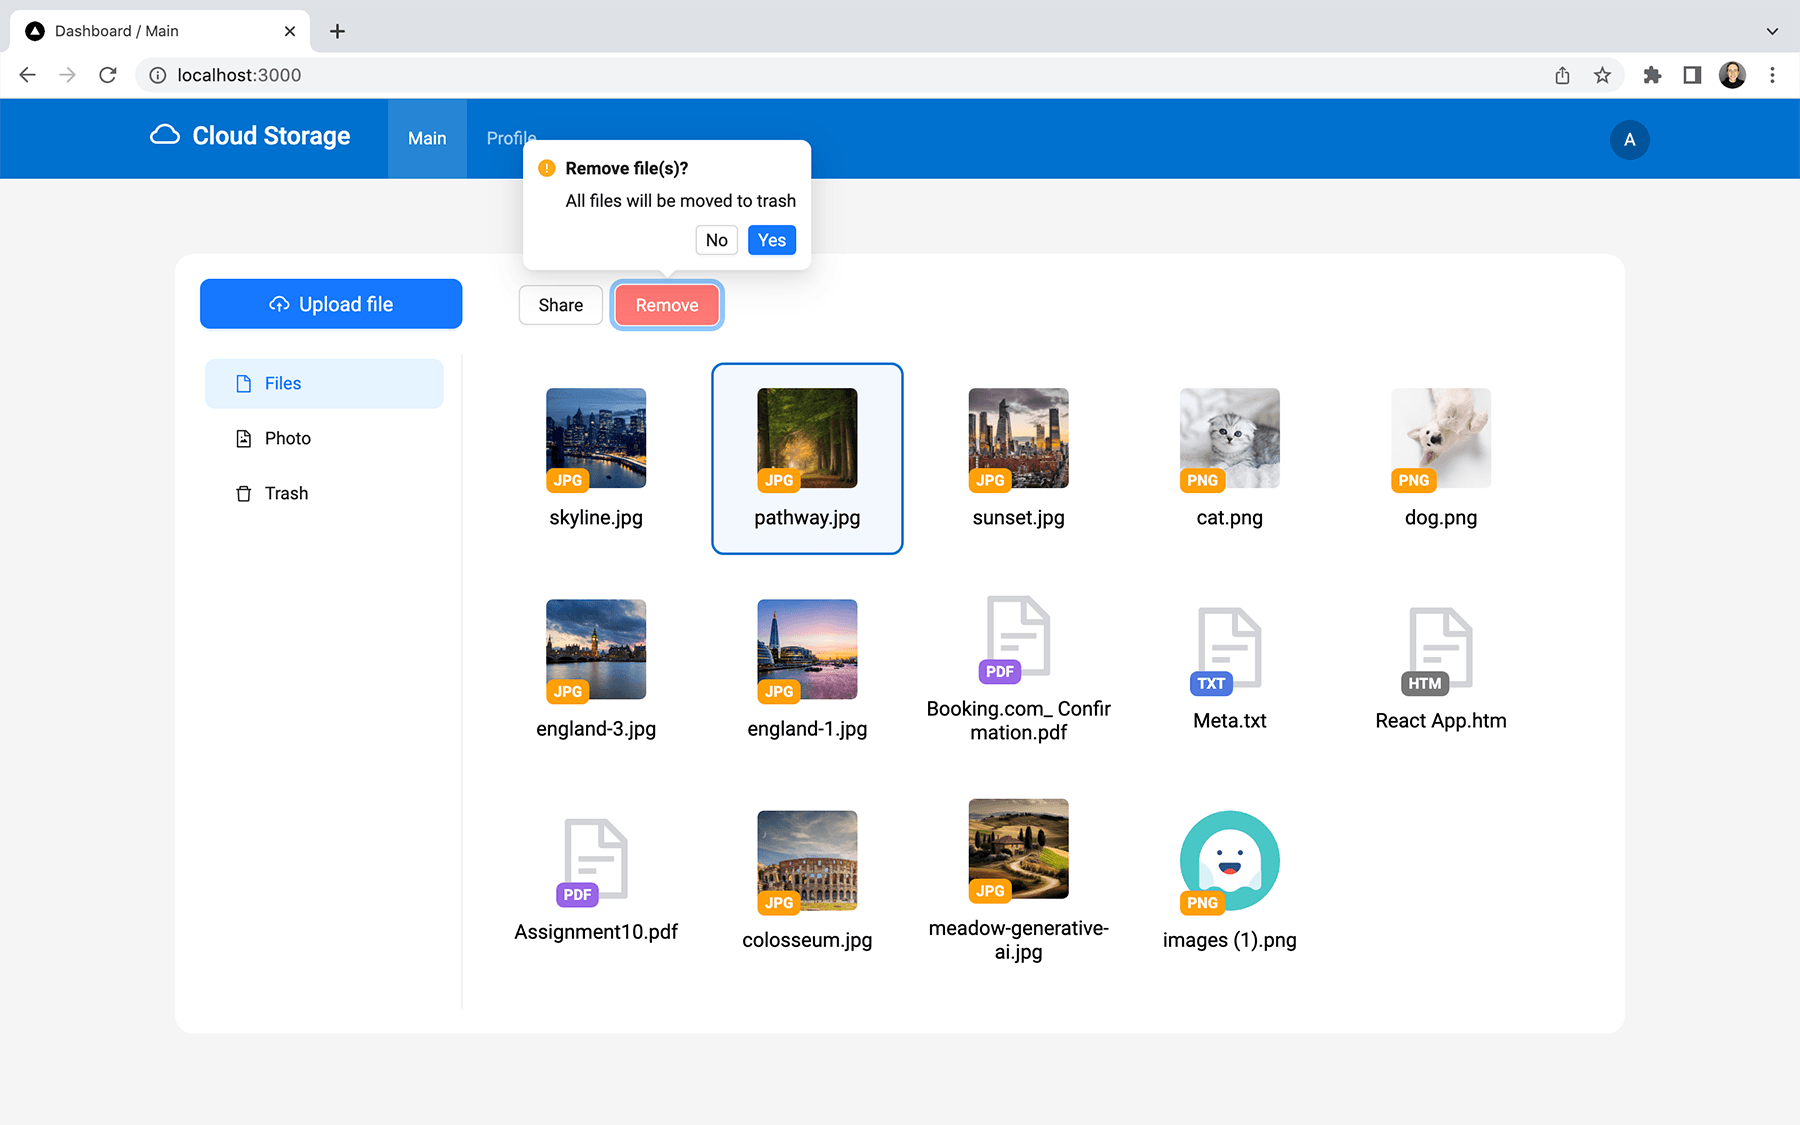 Dashboard / Main
localhost:3000
Cloud Storage
Main
Profile
A
Remove file(s)?
All files will be moved to trash
No
Yes
Upload file
Share
Remove
Files
Photo
Trash
JPG
skyline.jpg
JPG
pathway.jpg
JPG
sunset.jpg
PNG
cat.png
PNG
dog.png
JPG
england-3.jpg
JPG
england-1.jpg
PDF
Booking.com_ Confir
mation.pdf
TXT
Meta.txt
HTM
React App.htm
PDF
Assignment10.pdf
JPG
colosseum.jpg
JPG
meadow-generative-
ai.jpg
PNG
images (1).png